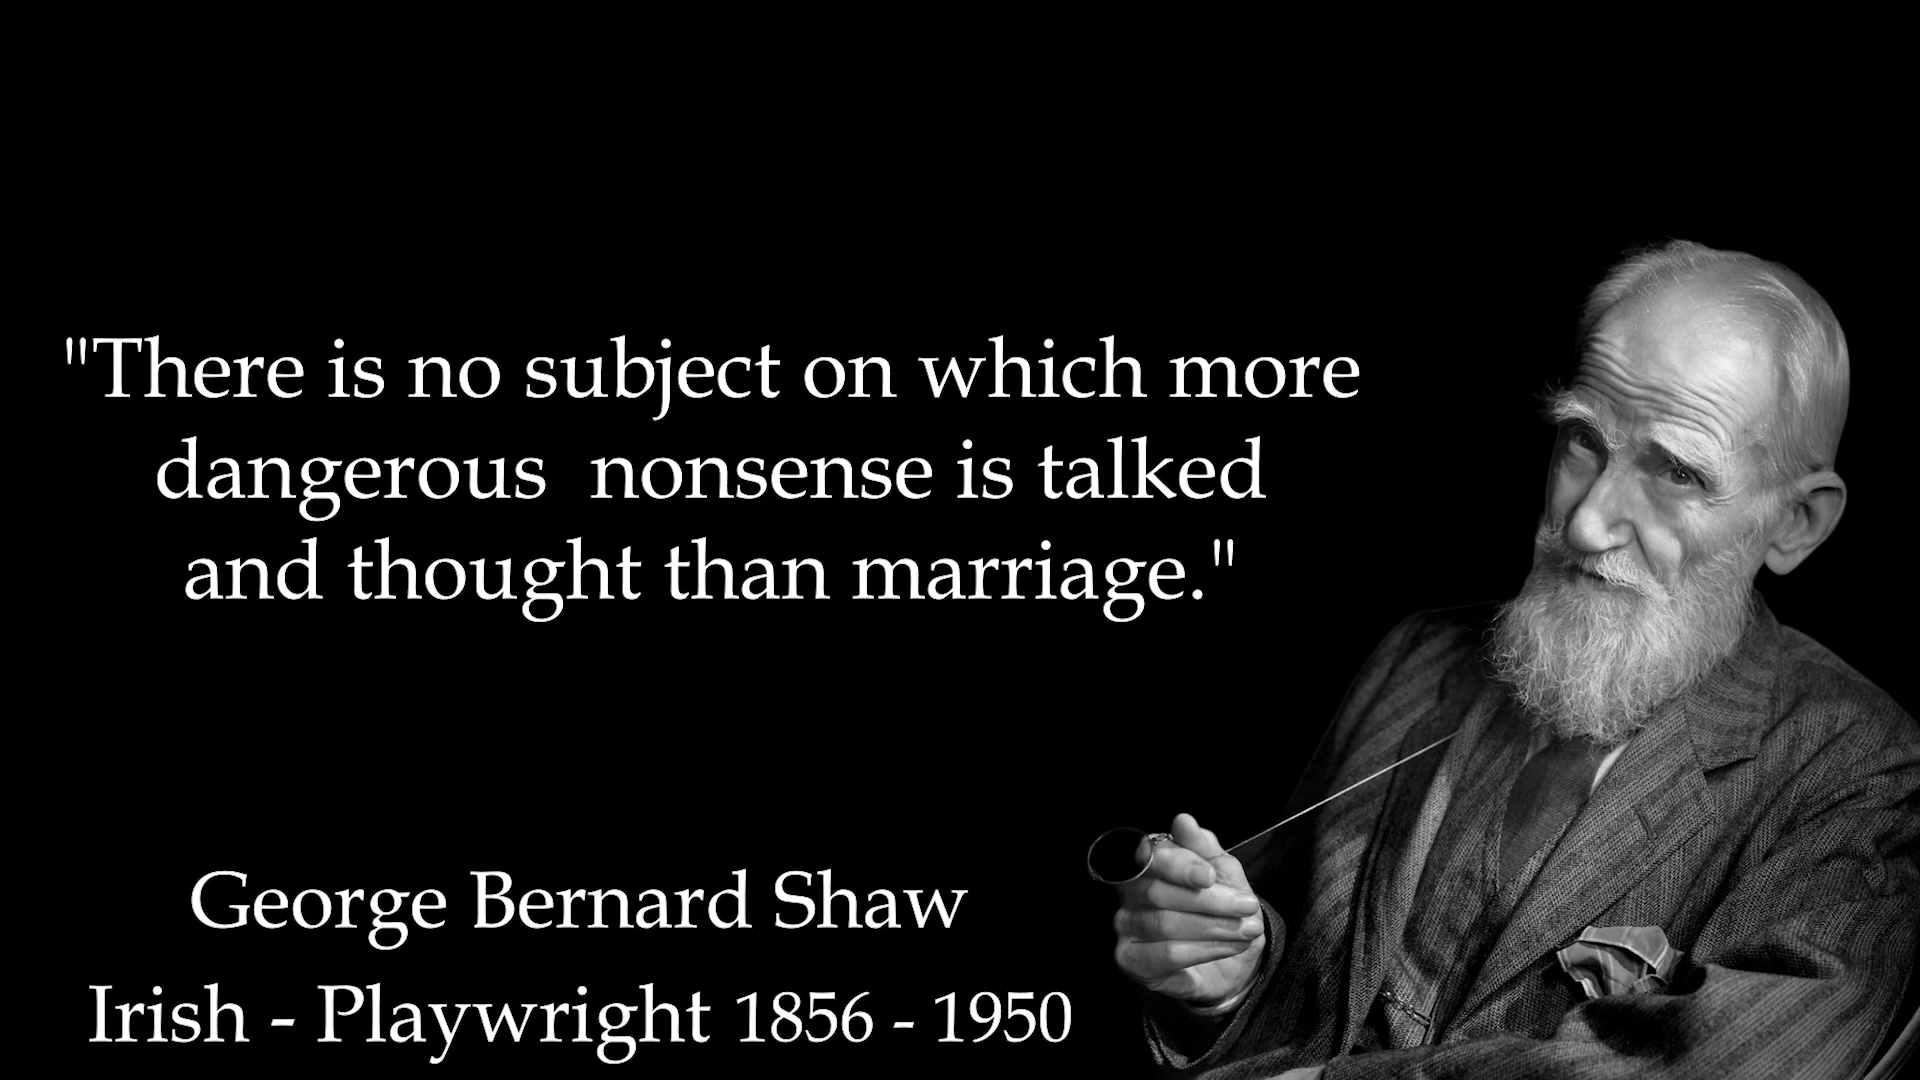 "There is no subject on which more
dangerous  nonsense is talked
and thought than marriage."
George Bernard Shaw
Irish - Playwright 1856 - 1950